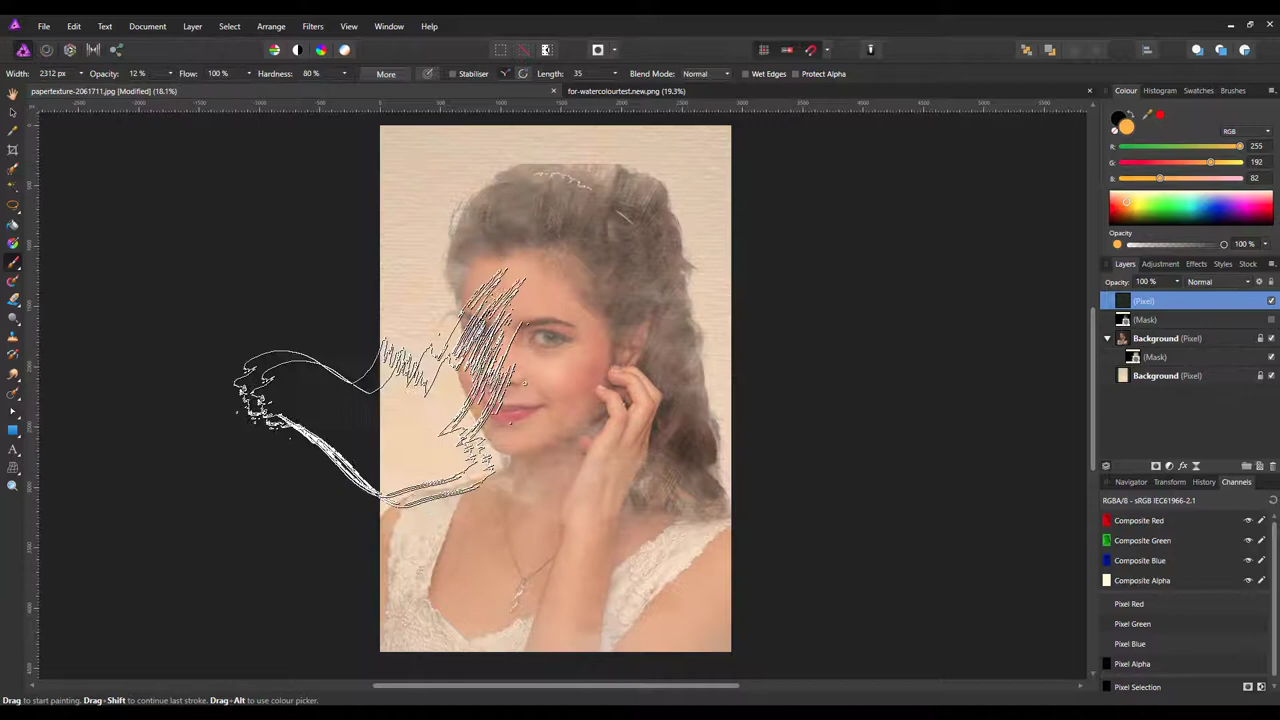 File Edit Text Document Layer Select Arrange Filters View Window Help
Width: 2312 px Opacity: 12 % Flow: 100 % Hardness: 80 % More Stabiliser Length: 35 Blend Mode: Normal Wet Edges Protect Alpha
papertexture-2061711.jpg [Modified] (18.1%) for-watercolourtest.new.png (19.3%)
Colour Histogram Swatches Brushes
RGB
R: 255
G: 192
B: 82
Opacity
100 %
Layers Adjustment Effects Styles Stock
Opacity: 100 % Normal
(Pixel)
(Mask)
Background (Pixel)
(Mask)
Background (Pixel)
Navigator Transform History Channels
RGBA/8 - sRGB IEC61966-2.1
Composite Red
Composite Green
Composite Blue
Composite Alpha
Pixel Red
Pixel Green
Pixel Blue
Pixel Alpha
Pixel Selection
Drag to start painting. Drag+Shift to continue last stroke. Drag+Alt to use colour picker.